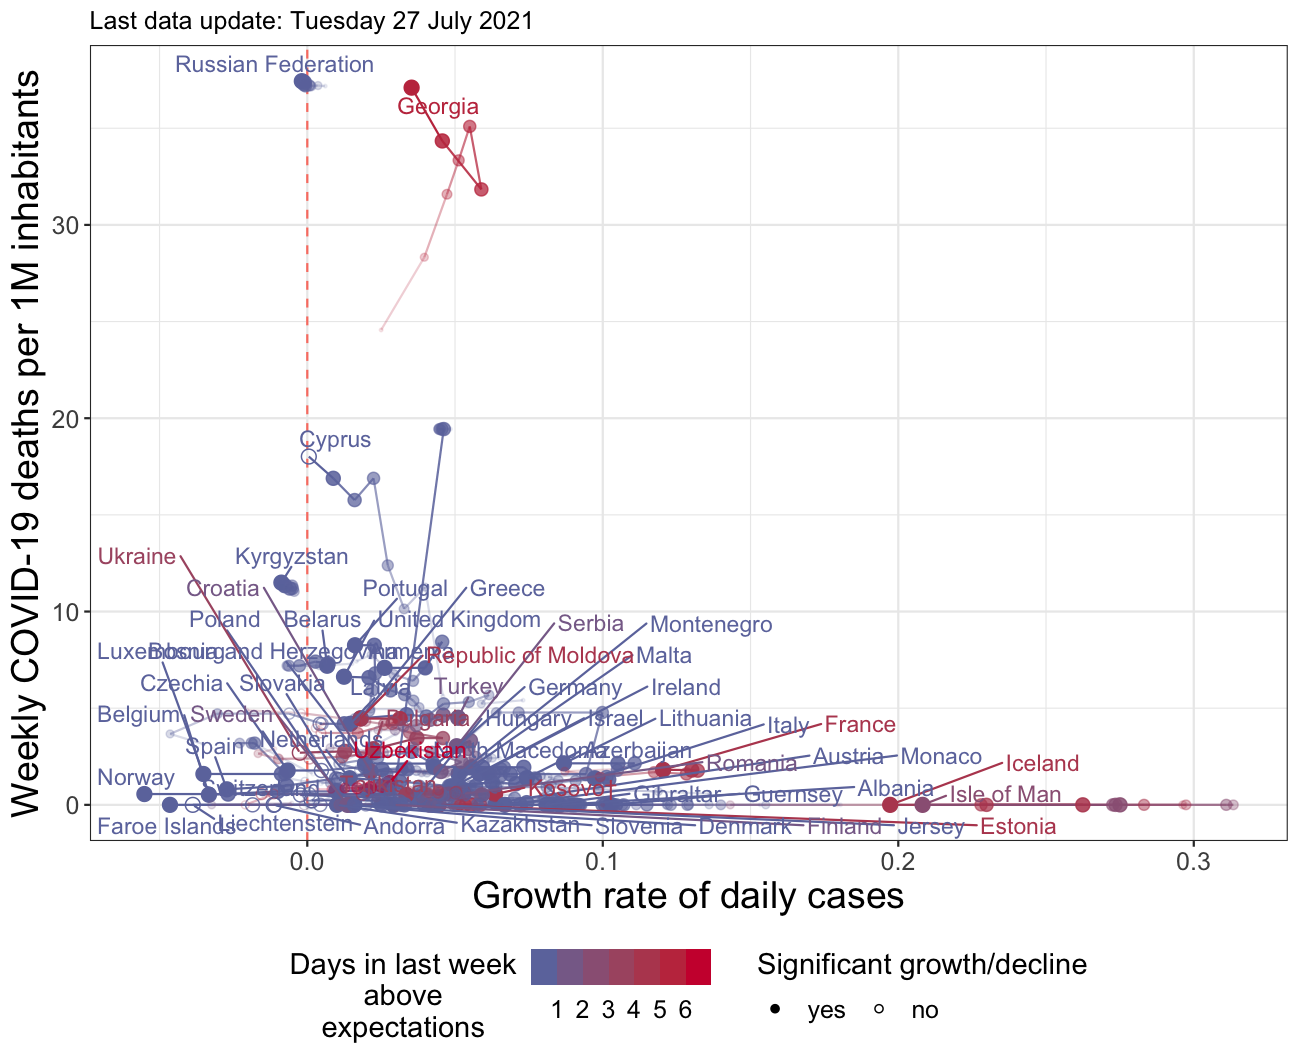 Last data update: Tuesday 27 July 2021
Weekly COVID-19 deaths per 1M inhabitants
30
20
10
0
Russian Federation
Georgia
Cyprus
Ukraine
Kyrgyzstan
Croatia
Portugal
Greece
Poland
Belarus
United Kingdom
Serbia
Montenegro
Luxembourg
Bosnia and Herzegovina
Armenia
Republic of Moldova
Malta
Czechia
Slovakia
Latvia
Turkey
Germany
Ireland
Belgium
Sweden
Bulgaria
Hungary
Israel
Lithuania
Italy
France
Spain
Netherlands
Uzbekistan
Macedonia
Azerbaijan
Romania
Austria
Monaco
Iceland
Norway
Switzerland
Kosovo
Gibraltar
Guernsey
Albania
Isle of Man
Faroe Islands
Liechtenstein
Andorra
Kazakhstan
Slovenia
Denmark
Finland
Jersey
Estonia
0.0
0.1
0.2
0.3
Growth rate of daily cases
Days in last week
above
expectations
1 2 3 4 5 6
Significant growth/decline
yes
no